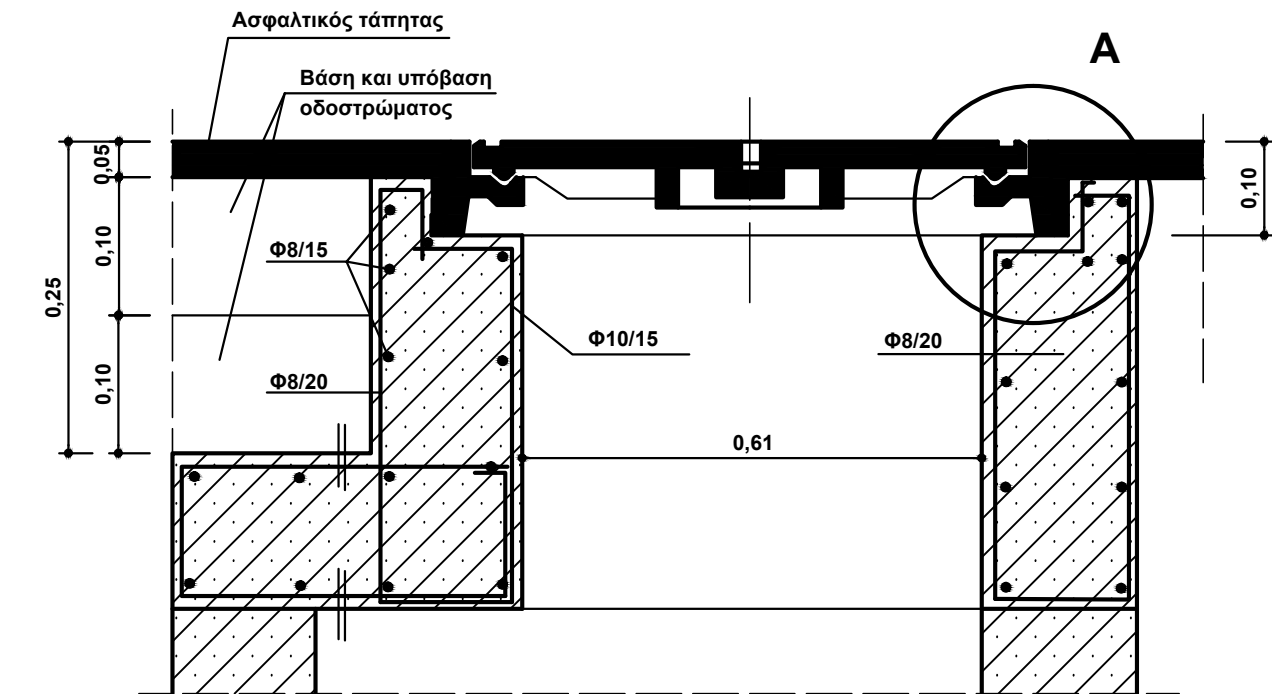 Ασφαλτικός τάπητας
Α
Βάση και υπόβαση
οδοστρώματος
0,05
0,10
0,10
0,25
0,10
Φ8/15
Φ10/15
Φ8/20
Φ8/20
0,61